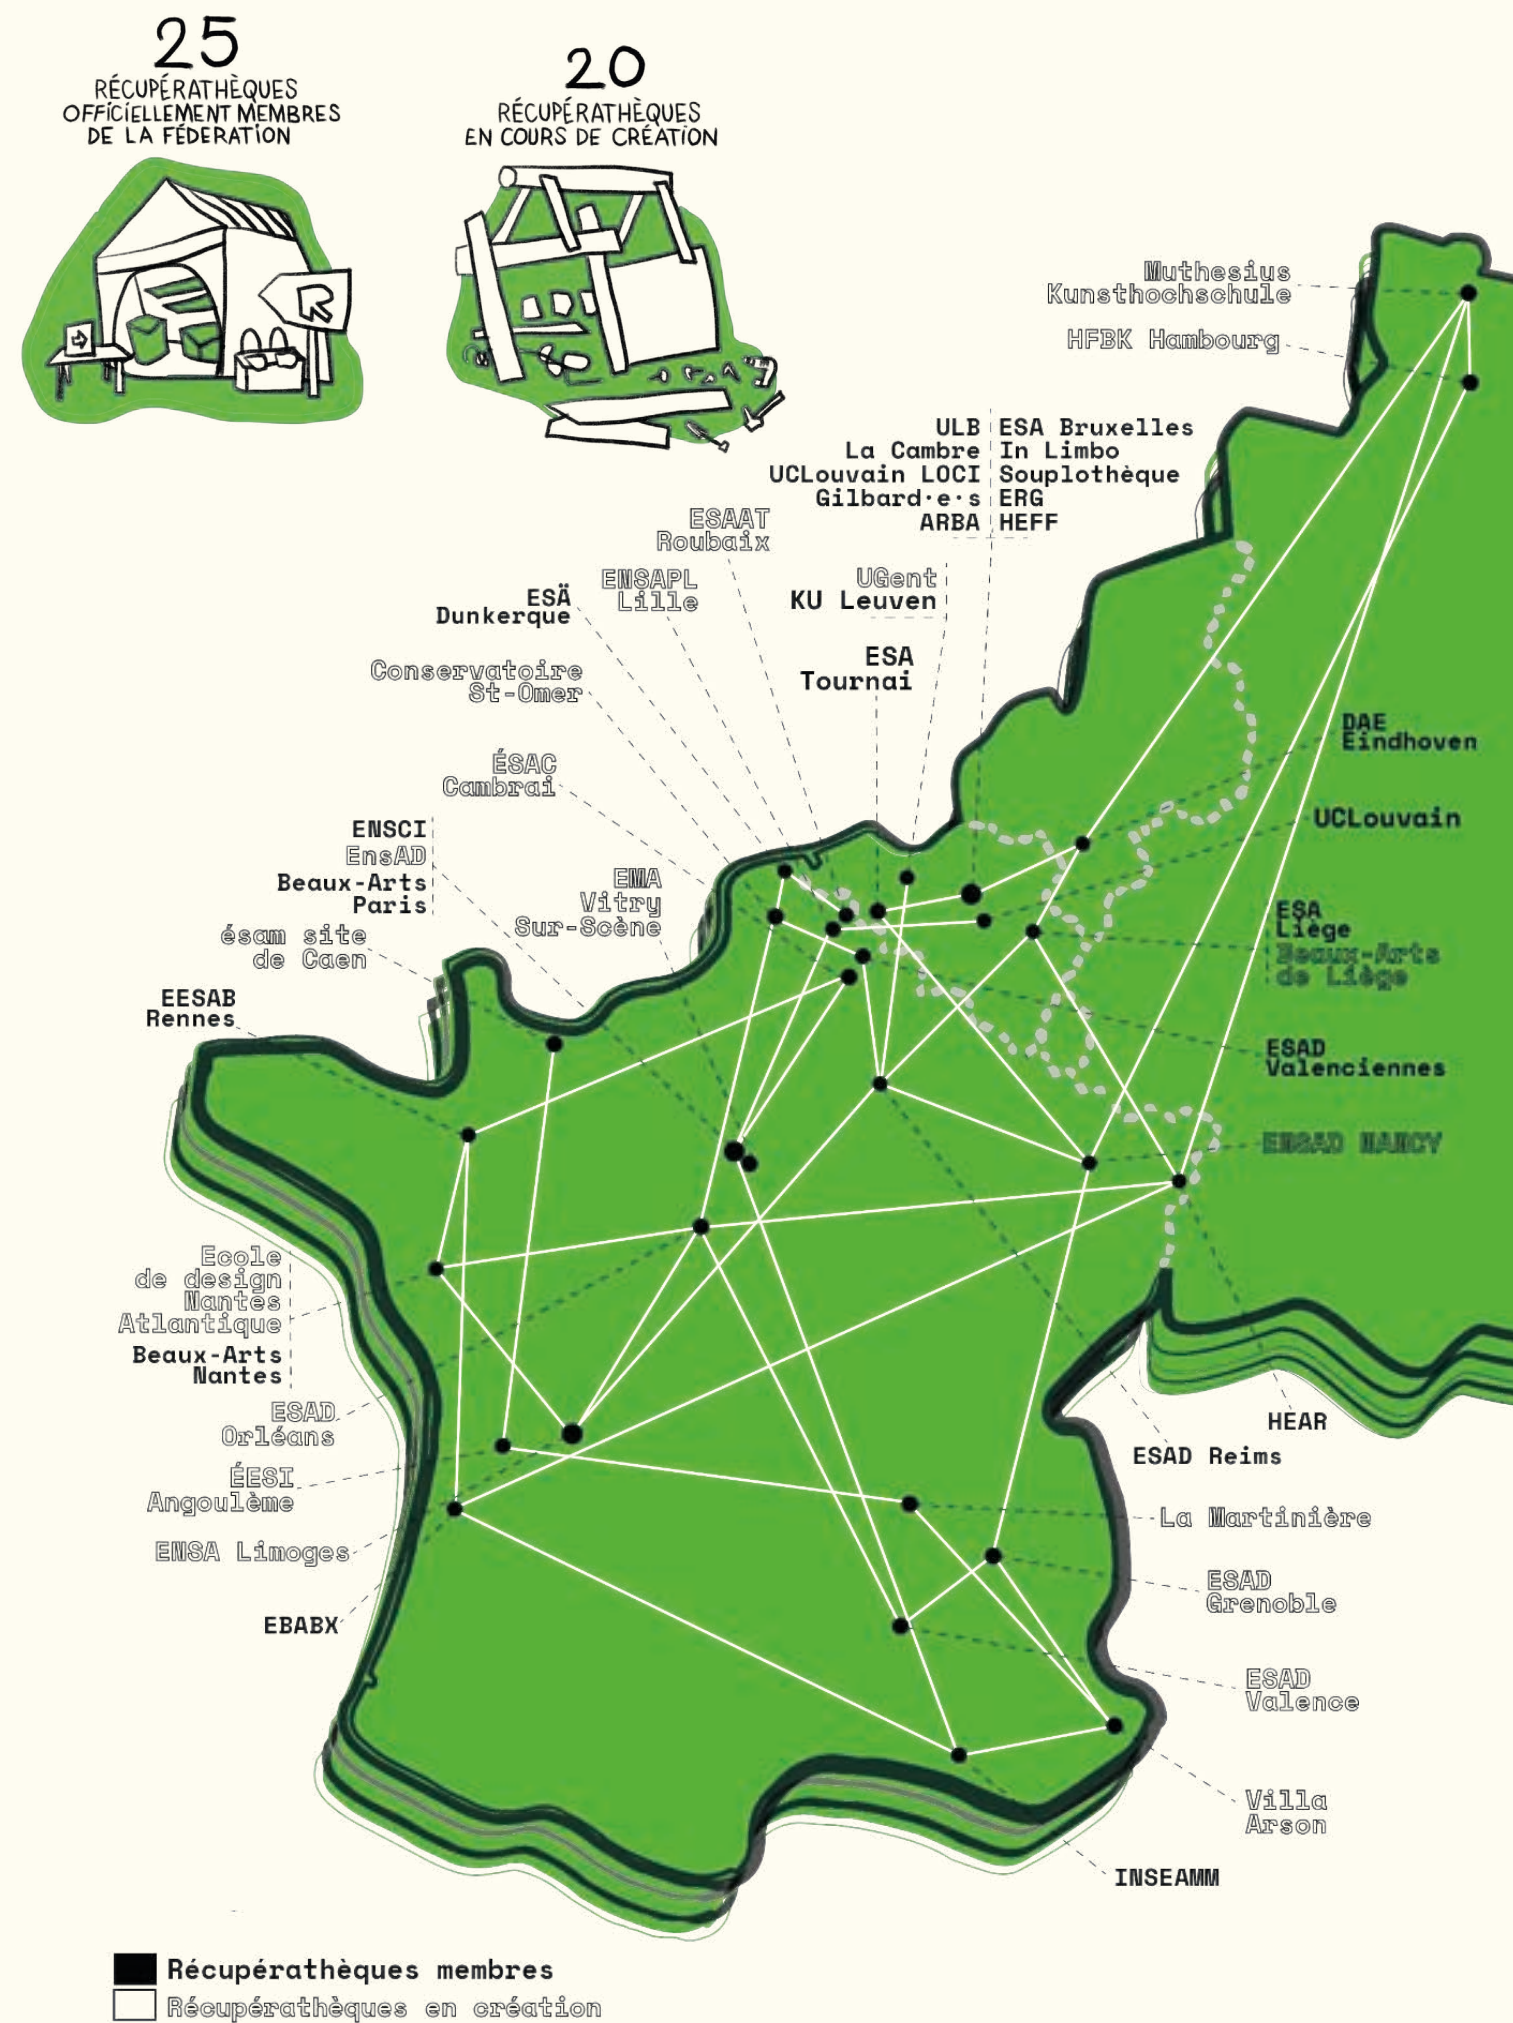 25
RÉCUPÉRATHÈQUES
OFFICIELLEMENT MEMBRES
DE LA FÉDERATION
20
RÉCUPÉRATHÈQUES
EN COURS DE CRÉATION
Muthesius
Kunsthochschule
HFBK Hambourg
ULB
La Cambre
UCLouvain LOCI
Gilbard·e·s
ARBA
ESA Bruxelles
In Limbo
Souplothèque
ERG
HEFF
ESAAT
Roubaix
ENSAPL
Lille
UGent
KU Leuven
ESÄ
Dunkerque
ESA
Tournai
Conservatoire
St-Omer
DAE
Eindhoven
ÉSAC
Cambrai
UCLouvain
ENSCI
EnsAD
Beaux-Arts
Paris
EMA
Vitry
Sur-Scène
ESA
Liège
Beaux-Arts
de Liège
ésam site
de Caen
EESAB
Rennes
ESAD
Valenciennes
ENSAD NANCY
Ecole
de design
Nantes
Atlantique
Beaux-Arts
Nantes
ESAD
Orléans
HEAR
ESAD Reims
ÉESI
Angoulème
La Martinière
ENSA Limoges
ESAD
Grenoble
EBABX
ESAD
Valence
Villa
Arson
INSEAMM
Récupérathèques membres
Récupérathèques en création